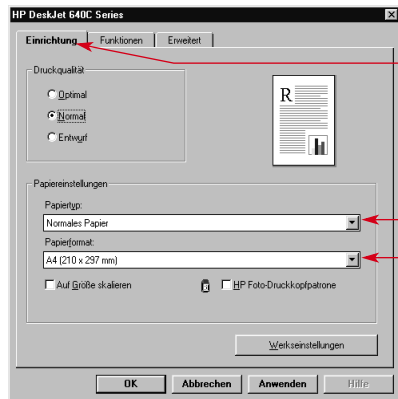 HP DeskJet 640C Series
Einrichtung Funktionen Erweitert
Druckqualität
Optimal
Normal
Entwurf
R
Papiereinstellungen
Papiertyp:
Normales Papier
Papierformat:
A4 (210 x 297 mm)
Auf Größe skalieren HP Foto-Druckkopfpatrone
Werkseinstellungen
OK Abbrechen Anwenden Hilfe